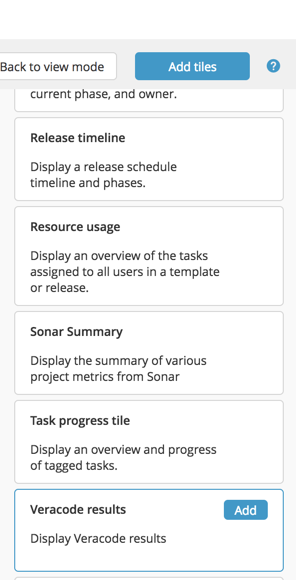 Back to view mode
Add tiles
?
current phase, and owner.
Release timeline
Display a release schedule
timeline and phases.
Resource usage
Display an overview of the tasks
assigned to all users in a template
or release.
Sonar Summary
Display the summary of various
project metrics from Sonar
Task progress tile
Display an overview and progress
of tagged tasks.
Veracode results
Add
Display Veracode results